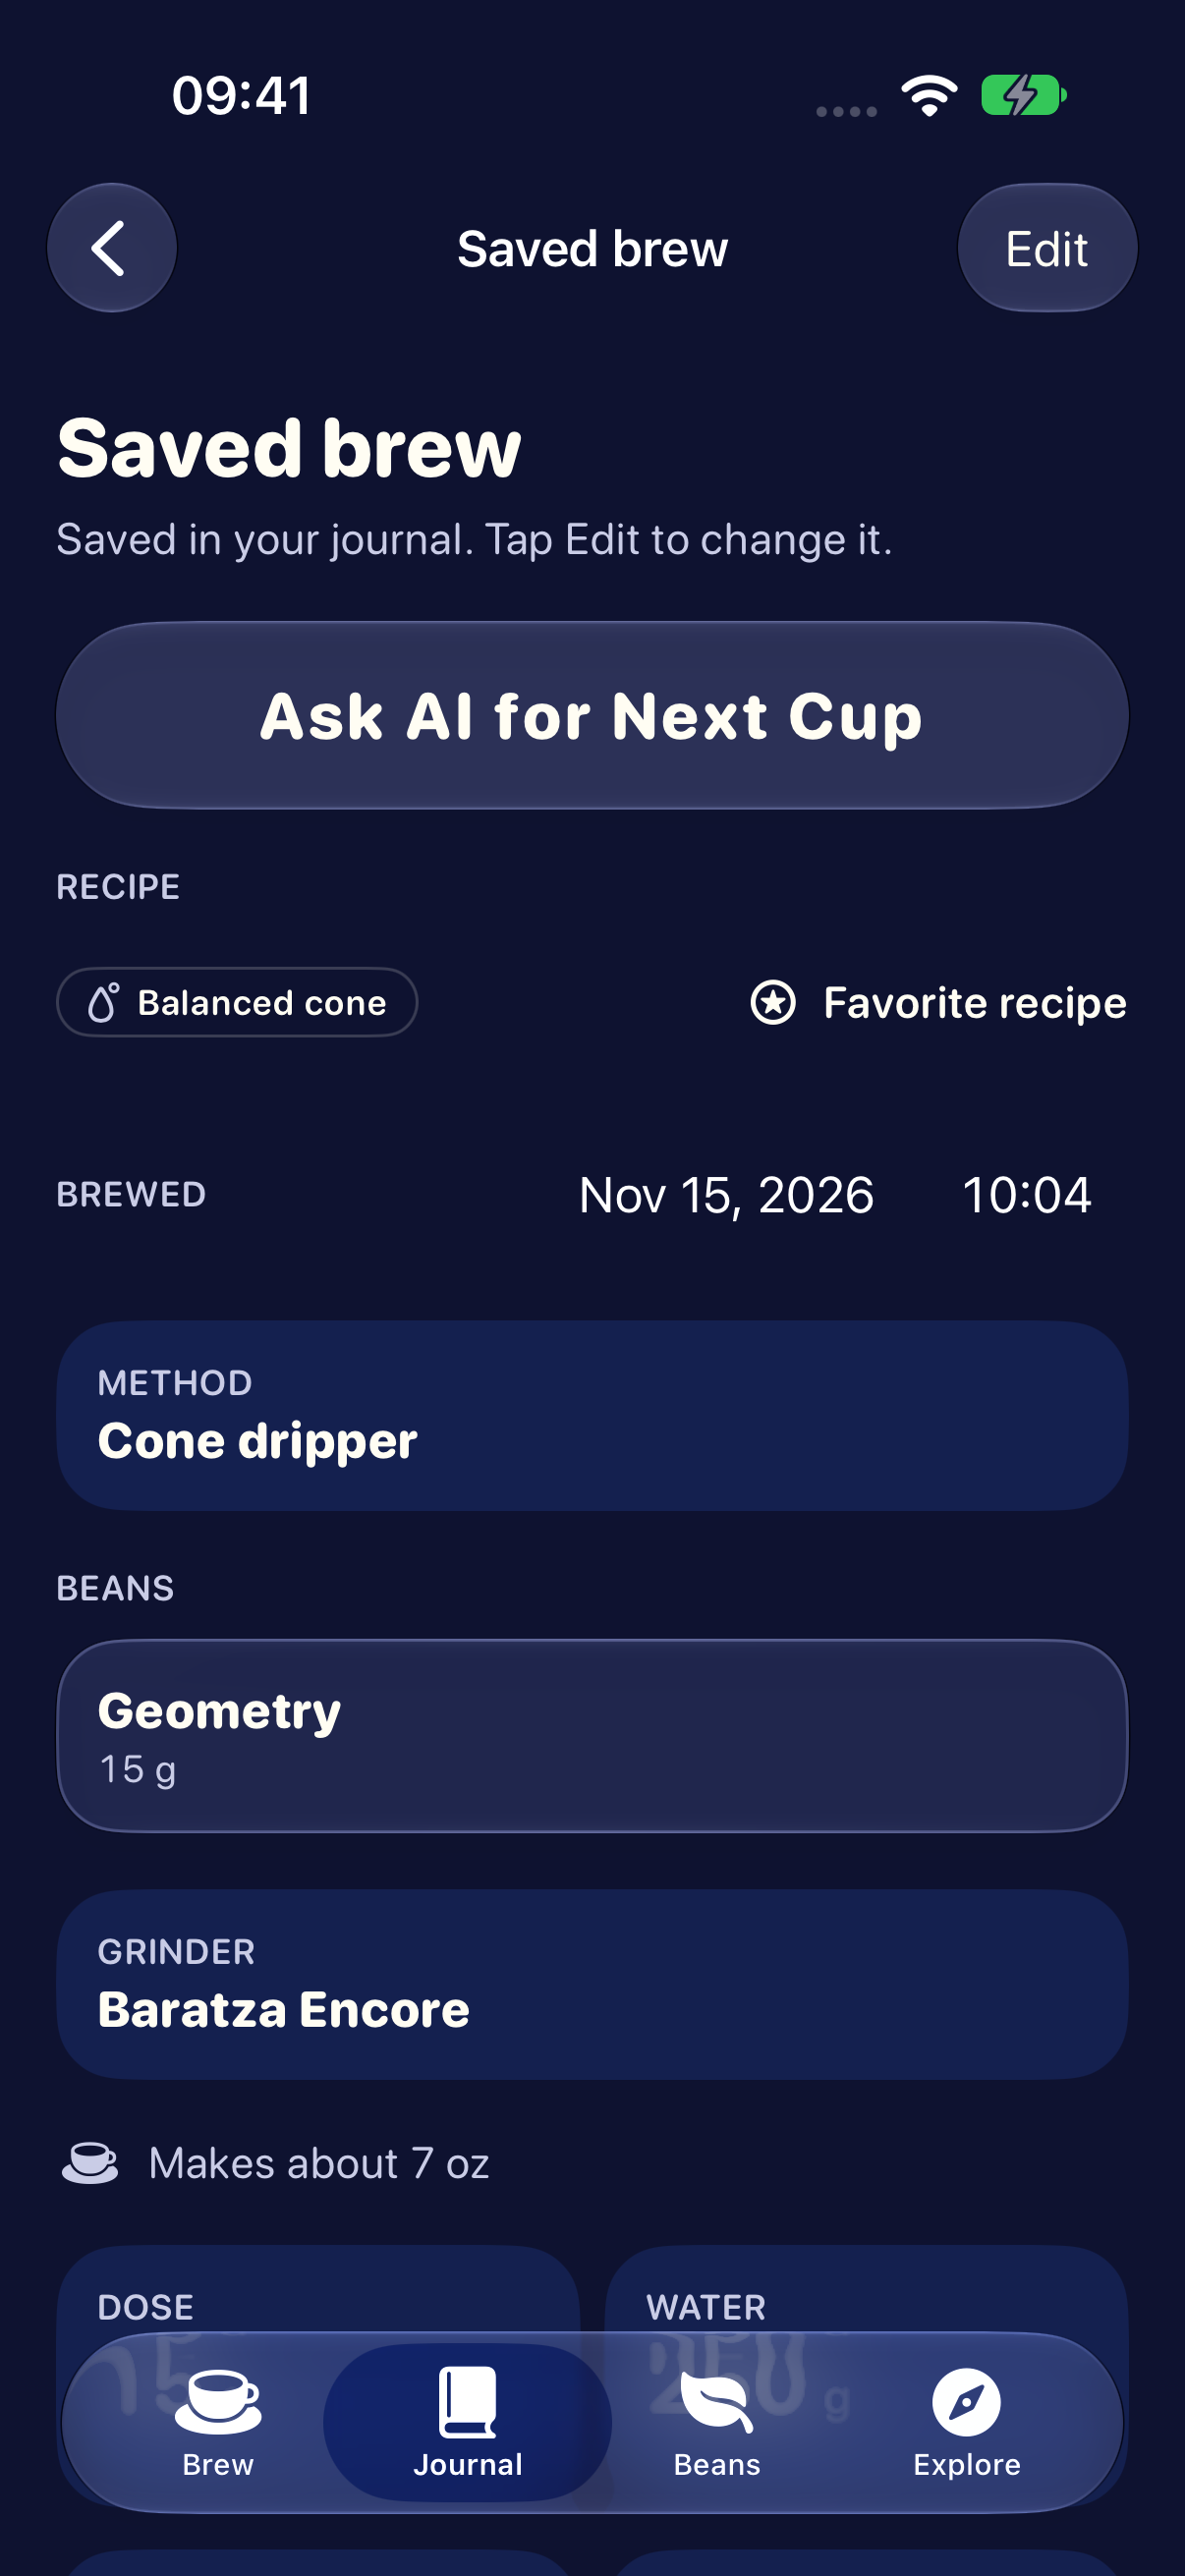 09:41
Saved brew
Edit
Saved brew
Saved in your journal. Tap Edit to change it.
Ask AI for Next Cup
RECIPE
Balanced cone
Favorite recipe
BREWED
Nov 15, 2026
10:04
METHOD
Cone dripper
BEANS
Geometry
15 g
GRINDER
Baratza Encore
Makes about 7 oz
DOSE
WATER
15
250 g
Brew
Journal
Beans
Explore